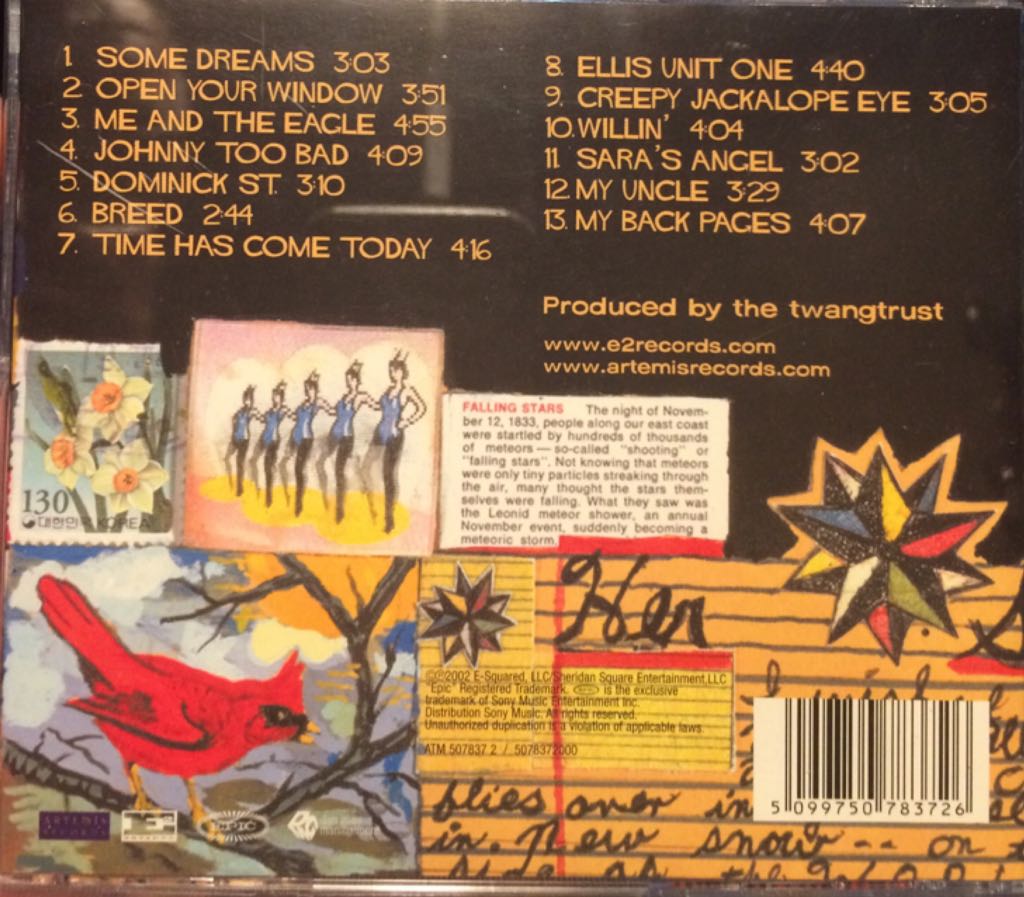 1 SOME DREAMS 3:03
2. OPEN YOUR WINDOW 3:51
3. ME AND THE EAGLE 4:55
4. JOHNNY TOO BAD 4:09
5. DOMINICK ST. 3:10
6. BREED 2:44
7. TIME HAS COME TODAY 4:16
8. ELLIS UNIT ONE 4:40
9. CREEPY JACKALOPE EYE 3:05
10. WILLIN' 4:04
11 SARA'S ANGEL 3:02
12 MY UNCLE 3:29
13. MY BACK PAGES 4:07
Produced by the twangtrust
www.e2records.com
www.artemisrecords.com
130
대한민국 KOREA
FALLING STARS The night of Novem-
ber 12, 1833, people along our east coast
were startled by hundreds of thousands
of meteors — so-called "shooting" or
"falling stars". Not knowing that meteors
were only tiny particles streaking through
the air, many thought the stars them-
selves were falling. What they saw was
the Leonid meteor shower, an annual
November event, suddenly becoming a
meteoric storm.
Her
I wish
flies over in
in. New snow -- on
℗©2002 E-Squared, LLC/Sheridan Square Entertainment,LLC
"Epic" Registered Trademark. EPIC is the exclusive
trademark of Sony Music Entertainment Inc.
Distribution Sony Music. All rights reserved.
Unauthorized duplication is a violation of applicable laws.
ATM 507837 2 / 5078372000
5 099750 783726
ARTEMIS
RECORDS
EPIC